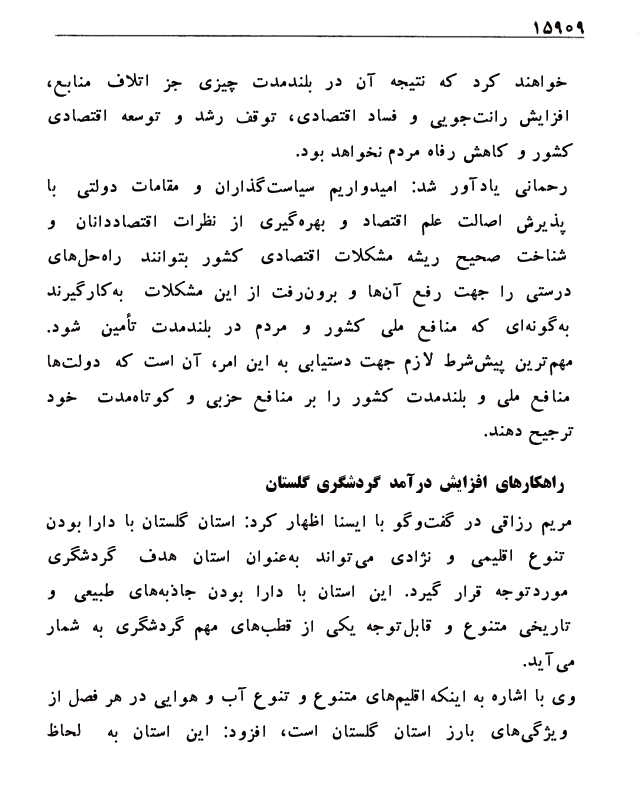 ۱۵۹۰۹
خواهند کرد که نتیجه آن در بلندمدت چیزی جز اتلاف منابع،
افزایش رانت‌جویی و فساد اقتصادی، توقف رشد و توسعه اقتصادی
کشور و کاهش رفاه مردم نخواهد بود.
رحمانی یادآور شد: امیدواریم سیاست‌گذاران و مقامات دولتی با
پذیرش اصالت علم اقتصاد و بهره‌گیری از نظرات اقتصاددانان و
شناخت صحیح ریشه مشکلات اقتصادی کشور بتوانند راه‌حل‌های
درستی را جهت رفع آن‌ها و برون‌رفت از این مشکلات به‌کارگیرند
به‌گونه‌ای که منافع ملی کشور و مردم در بلندمدت تأمین شود.
مهم‌ترین پیش‌شرط لازم جهت دستیابی به این امر، آن است که دولت‌ها
منافع ملی و بلندمدت کشور را بر منافع حزبی و کوتاه‌مدت خود
ترجیح دهند.
راهکارهای افزایش درآمد گردشگری گلستان
مریم رزاقی در گفت‌وگو با ایسنا اظهار کرد: استان گلستان با دارا بودن
تنوع اقلیمی و نژادی می‌تواند به‌عنوان استان هدف گردشگری
موردتوجه قرار گیرد. این استان با دارا بودن جاذبه‌های طبیعی و
تاریخی متنوع و قابل‌توجه یکی از قطب‌های مهم گردشگری به شمار
می‌آید.
وی با اشاره به اینکه اقلیم‌های متنوع و تنوع آب و هوایی در هر فصل از
ویژگی‌های بارز استان گلستان است، افزود: این استان به لحاظ